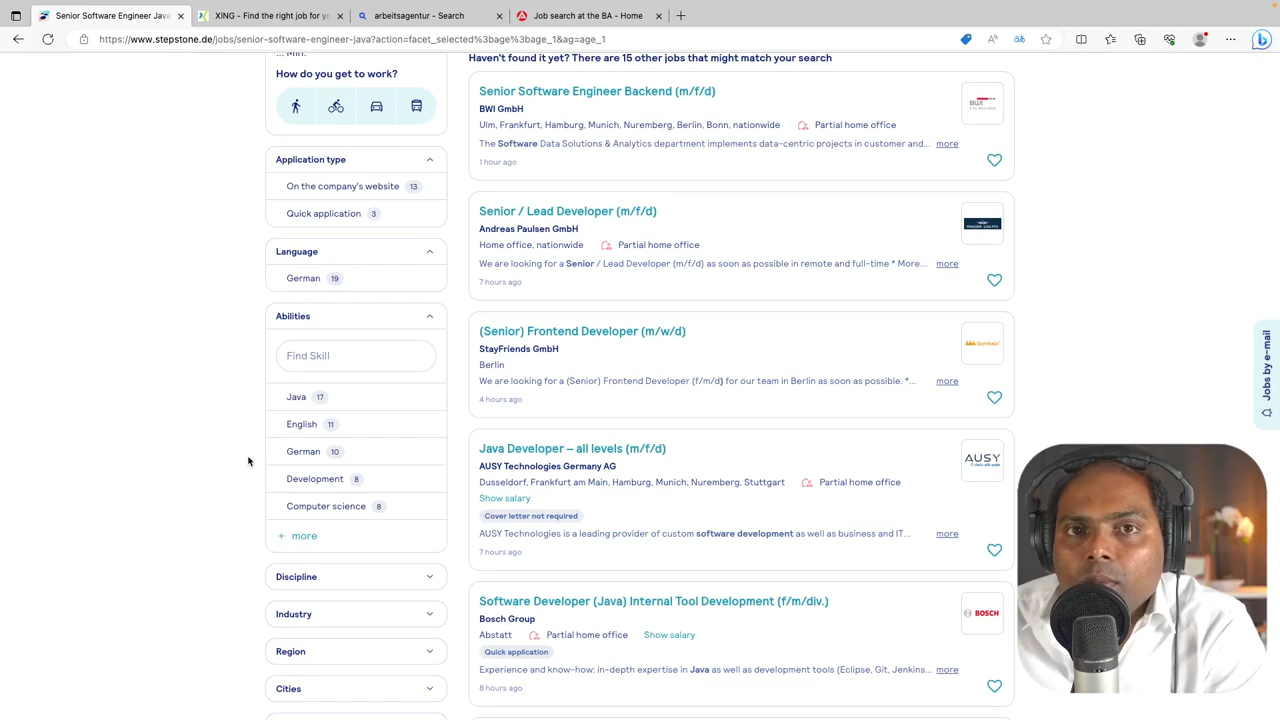 Senior Software Engineer Java
XING - Find the right job for yo
arbeitsagentur - Search
Job search at the BA - Home
https://www.stepstone.de/jobs/senior-software-engineer-java?action=facet_selected%3bage%3bage_1&ag=age_1
... Min.
How do you get to work?
Application type
On the company's website 13
Quick application 3
Language
German 19
Abilities
Find Skill
Java 17
English 11
German 10
Development 8
Computer science 8
+ more
Discipline
Industry
Region
Cities
Haven't found it yet? There are 15 other jobs that might match your search
Senior Software Engineer Backend (m/f/d)
BWI GmbH
BWI
Ulm, Frankfurt, Hamburg, Munich, Nuremberg, Berlin, Bonn, nationwide Partial home office
The Software Data Solutions & Analytics department implements data-centric projects in customer and... more
1 hour ago
Senior / Lead Developer (m/f/d)
Andreas Paulsen GmbH
Home office, nationwide Partial home office
We are looking for a Senior / Lead Developer (m/f/d) as soon as possible in remote and full-time * More... more
7 hours ago
(Senior) Frontend Developer (m/w/d)
StayFriends GmbH
StayFriends
Berlin
We are looking for a (Senior) Frontend Developer (f/m/d) for our team in Berlin as soon as possible. *... more
4 hours ago
Java Developer – all levels (m/f/d)
AUSY Technologies Germany AG
AUSY
Dusseldorf, Frankfurt am Main, Hamburg, Munich, Nuremberg, Stuttgart Partial home office
Show salary
Cover letter not required
AUSY Technologies is a leading provider of custom software development as well as business and IT... more
7 hours ago
Software Developer (Java) Internal Tool Development (f/m/div.)
Bosch Group
BOSCH
Abstatt Partial home office Show salary
Quick application
Experience and know-how: in-depth expertise in Java as well as development tools (Eclipse, Git, Jenkins... more
8 hours ago
Jobs by e-mail